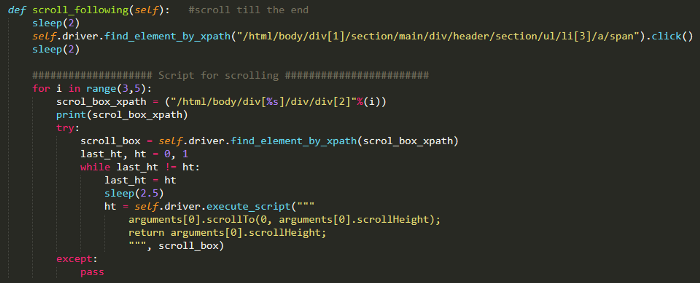 def scroll_following(self):   #scroll till the end
    sleep(2)
    self.driver.find_element_by_xpath("/html/body/div[1]/section/main/div/header/section/ul/li[3]/a/span").click()
    sleep(2)

    #################### Script for scrolling ########################
    for i in range(3,5):
        scrol_box_xpath = ("/html/body/div[%s]/div/div[2]"%(i))
        print(scrol_box_xpath)
        try:
            scroll_box = self.driver.find_element_by_xpath(scrol_box_xpath)
            last_ht, ht = 0, 1
            while last_ht != ht:
                last_ht = ht
                sleep(2.5)
                ht = self.driver.execute_script("""
                    arguments[0].scrollTo(0, arguments[0].scrollHeight);
                    return arguments[0].scrollHeight;
                    """, scroll_box)
        except:
            pass